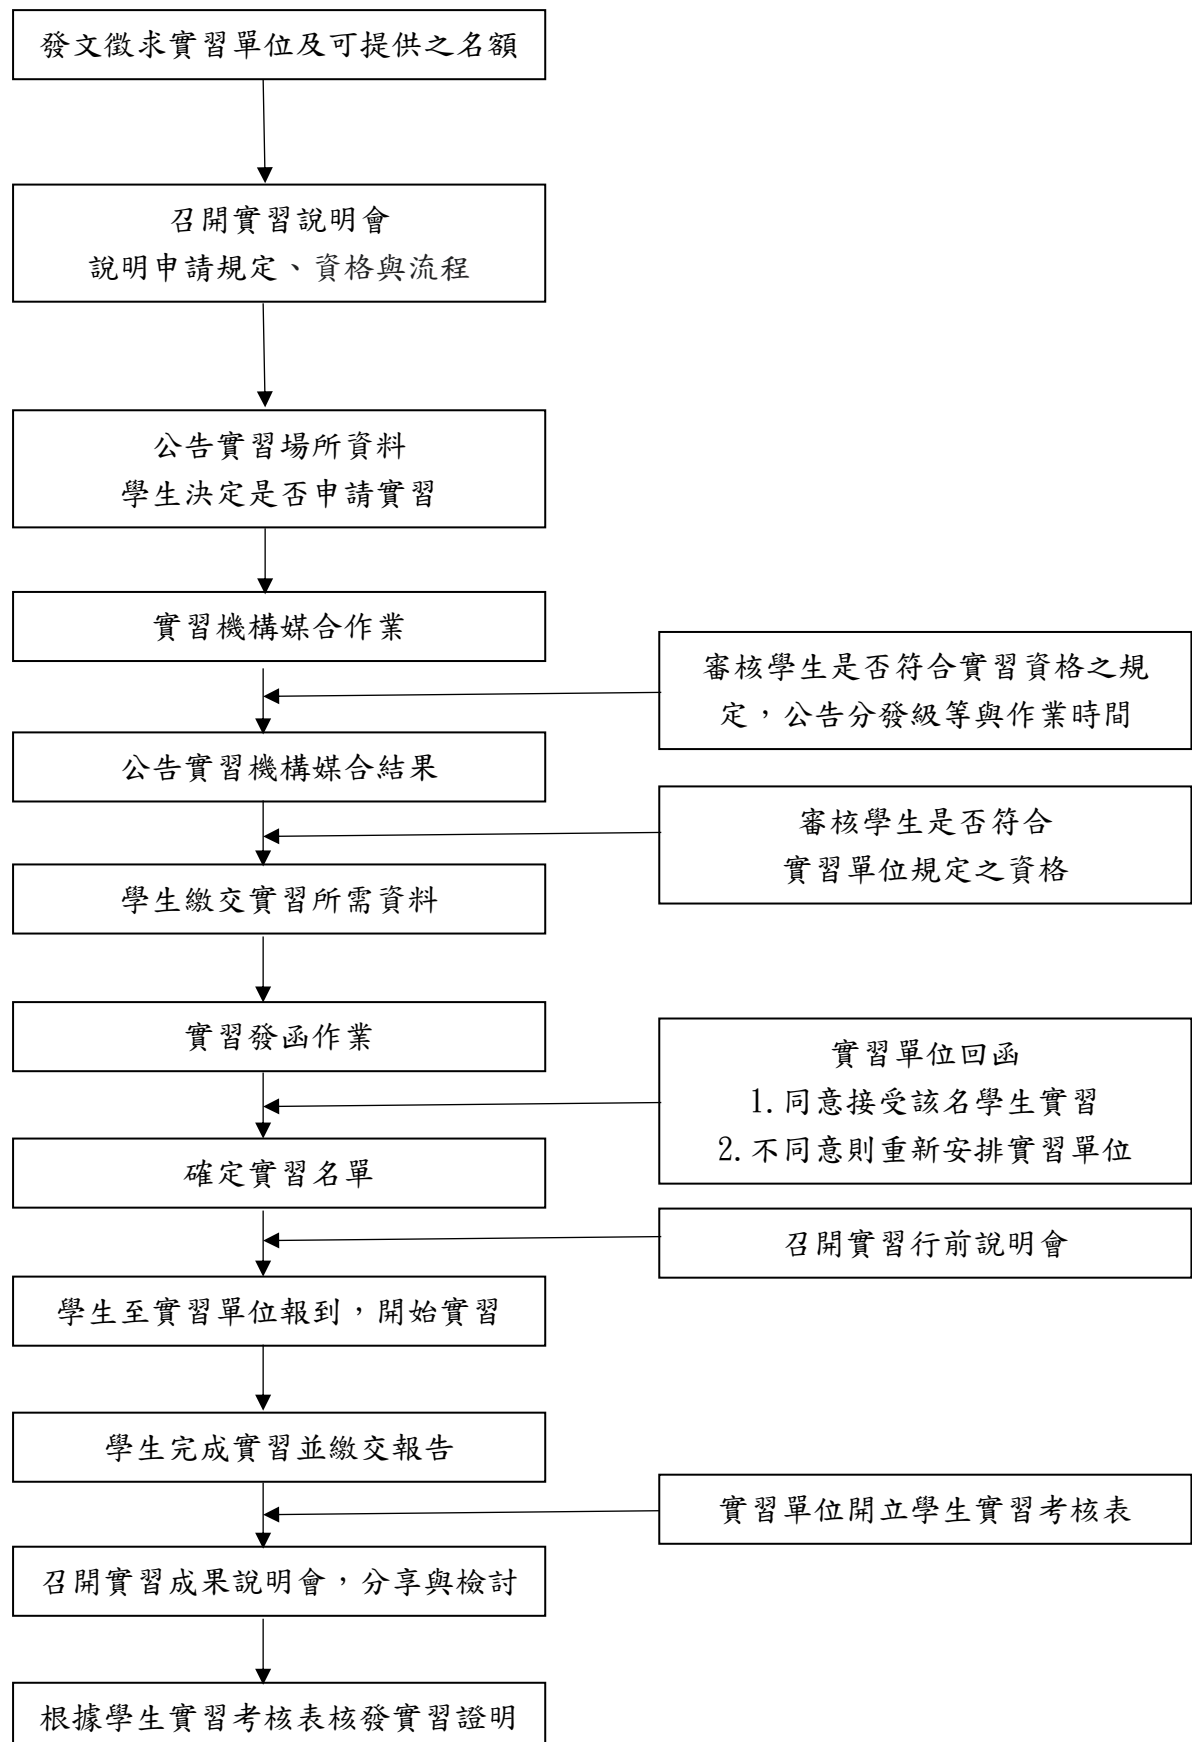 發文徵求實習單位及可提供之名額
召開實習說明會
說明申請規定、資格與流程
公告實習場所資料
學生決定是否申請實習
實習機構媒合作業
審核學生是否符合實習資格之規
定，公告分發級等與作業時間
公告實習機構媒合結果
審核學生是否符合
實習單位規定之資格
學生繳交實習所需資料
實習發函作業
實習單位回函
1.同意接受該名學生實習
2.不同意則重新安排實習單位
確定實習名單
召開實習行前說明會
學生至實習單位報到，開始實習
學生完成實習並繳交報告
實習單位開立學生實習考核表
召開實習成果說明會，分享與檢討
根據學生實習考核表核發實習證明